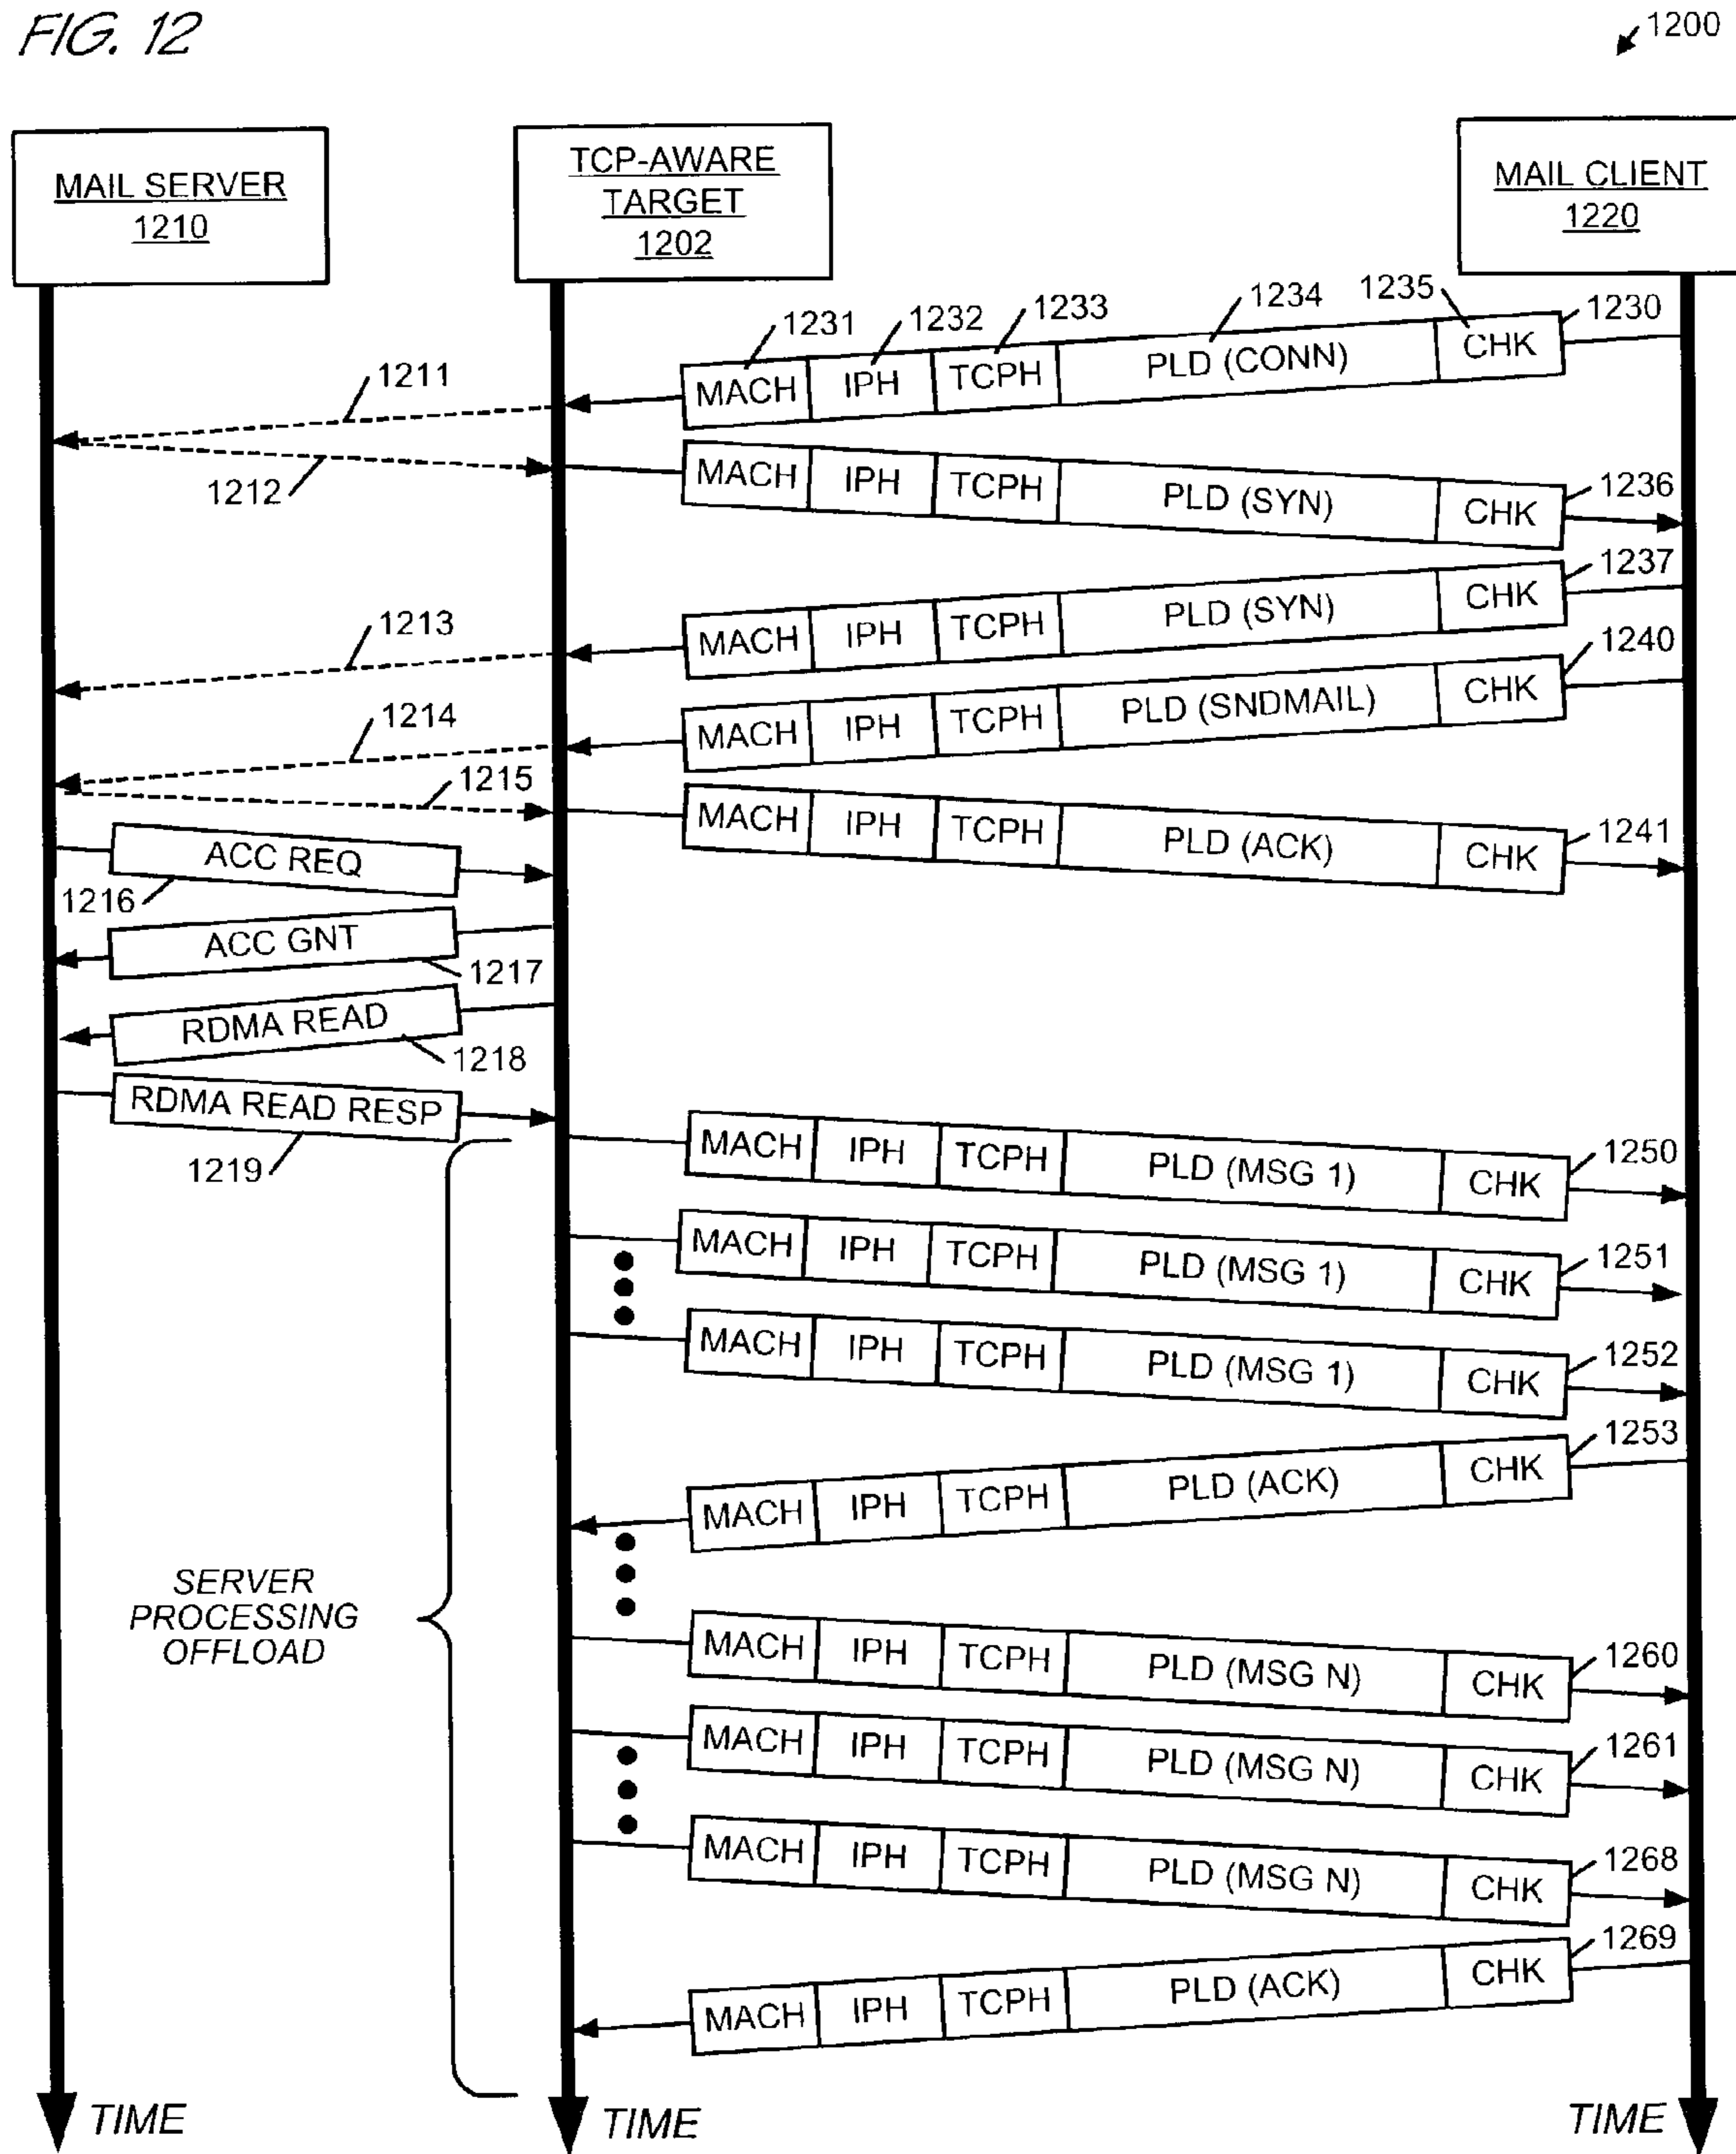 FIG. 12
1200
MAIL SERVER
1210
TCP-AWARE
TARGET
1202
MAIL CLIENT
1220
1231
1232
1233
1234
1235
1230
MACH IPH TCPH PLD (CONN) CHK
1211
1212
MACH IPH TCPH PLD (SYN) CHK
1236
1237
MACH IPH TCPH PLD (SYN) CHK
1213
1240
MACH IPH TCPH PLD (SNDMAIL) CHK
1214
1215
MACH IPH TCPH PLD (ACK) CHK
1241
ACC REQ
1216
ACC GNT
1217
RDMA READ
1218
RDMA READ RESP
1219
MACH IPH TCPH PLD (MSG 1) CHK
1250
MACH IPH TCPH PLD (MSG 1) CHK
1251
MACH IPH TCPH PLD (MSG 1) CHK
1252
1253
MACH IPH TCPH PLD (ACK) CHK
SERVER
PROCESSING
OFFLOAD
MACH IPH TCPH PLD (MSG N) CHK
1260
MACH IPH TCPH PLD (MSG N) CHK
1261
MACH IPH TCPH PLD (MSG N) CHK
1268
1269
MACH IPH TCPH PLD (ACK) CHK
TIME
TIME
TIME